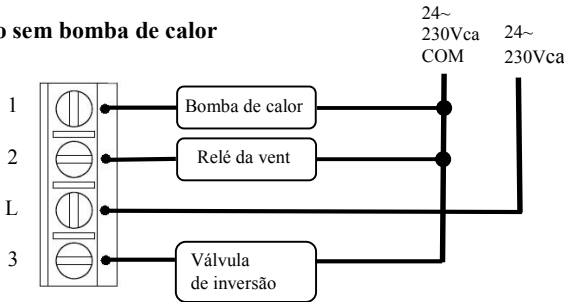 o sem bomba de calor
24~
230Vca
COM
24~
230Vca
1
Bomba de calor
2
Relé da vent
L
3
Válvula
de inversão